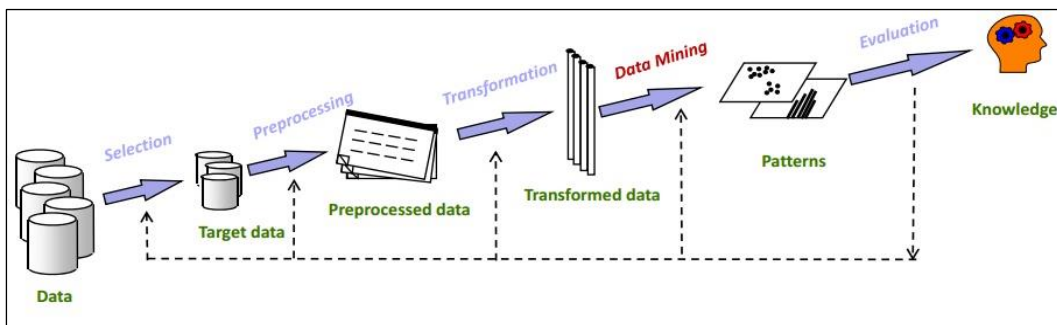 Selection
Preprocessing
Transformation
Data Mining
Evaluation
Data
Target data
Preprocessed data
Transformed data
Patterns
Knowledge